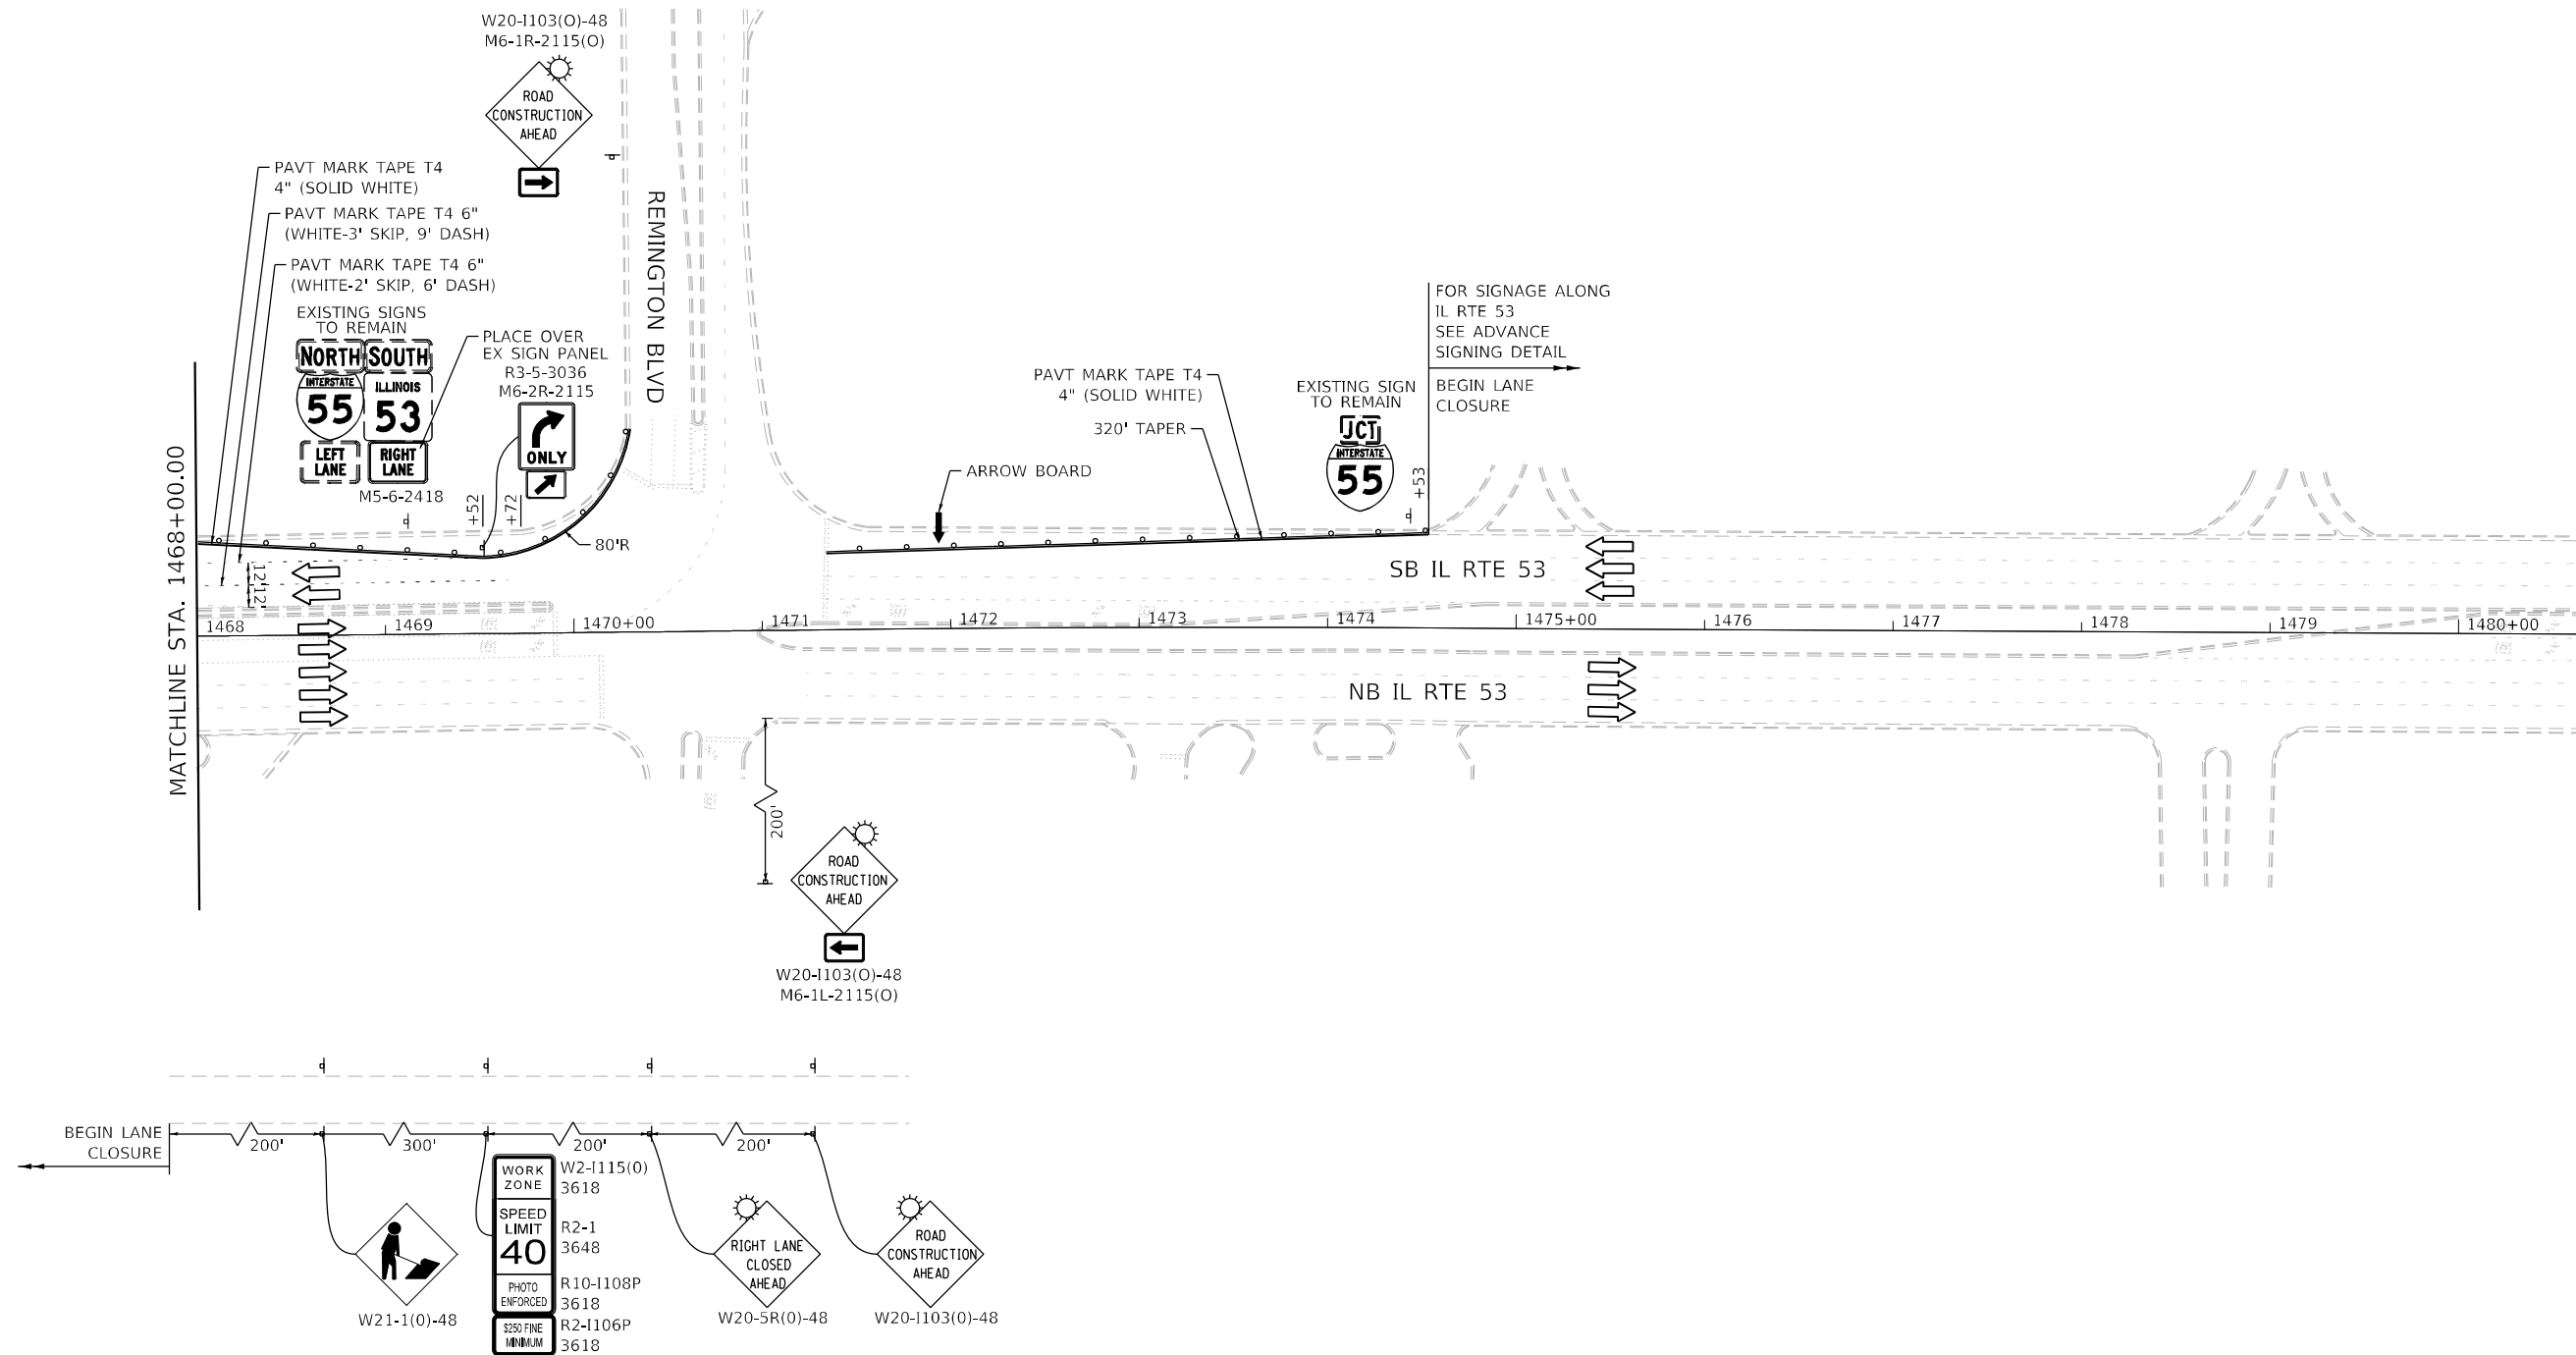 W20-I103(O)-48
M6-1R-2115(O)
ROAD
CONSTRUCTION
AHEAD
PAVT MARK TAPE T4
4" (SOLID WHITE)
PAVT MARK TAPE T4 6"
(WHITE-3' SKIP, 9' DASH)
PAVT MARK TAPE T4 6"
(WHITE-2' SKIP, 6' DASH)
EXISTING SIGNS
TO REMAIN
NORTH
INTERSTATE
55
LEFT
LANE
SOUTH
ILLINOIS
53
RIGHT
LANE
M5-6-2418
PLACE OVER
EX SIGN PANEL
R3-5-3036
M6-2R-2115
ONLY
+52
+72
80'R
REMINGTON BLVD
MATCHLINE STA. 1468+00.00
12'
12'
ARROW BOARD
PAVT MARK TAPE T4
4" (SOLID WHITE)
320' TAPER
EXISTING SIGN
TO REMAIN
JCT
INTERSTATE
55
+53
FOR SIGNAGE ALONG
IL RTE 53
SEE ADVANCE
SIGNING DETAIL
BEGIN LANE
CLOSURE
SB IL RTE 53
1468
1469
1470+00
1471
1472
1473
1474
1475+00
1476
1477
1478
1479
1480+00
NB IL RTE 53
200'
ROAD
CONSTRUCTION
AHEAD
W20-I103(O)-48
M6-1L-2115(O)
BEGIN LANE
CLOSURE
200'
300'
200'
200'
W21-1(0)-48
WORK
ZONE
SPEED
LIMIT
40
PHOTO
ENFORCED
$250 FINE
MINIMUM
W2-I115(0)
3618
R2-1
3648
R10-I108P
3618
R2-I106P
3618
RIGHT LANE
CLOSED
AHEAD
W20-5R(0)-48
ROAD
CONSTRUCTION
AHEAD
W20-I103(0)-48